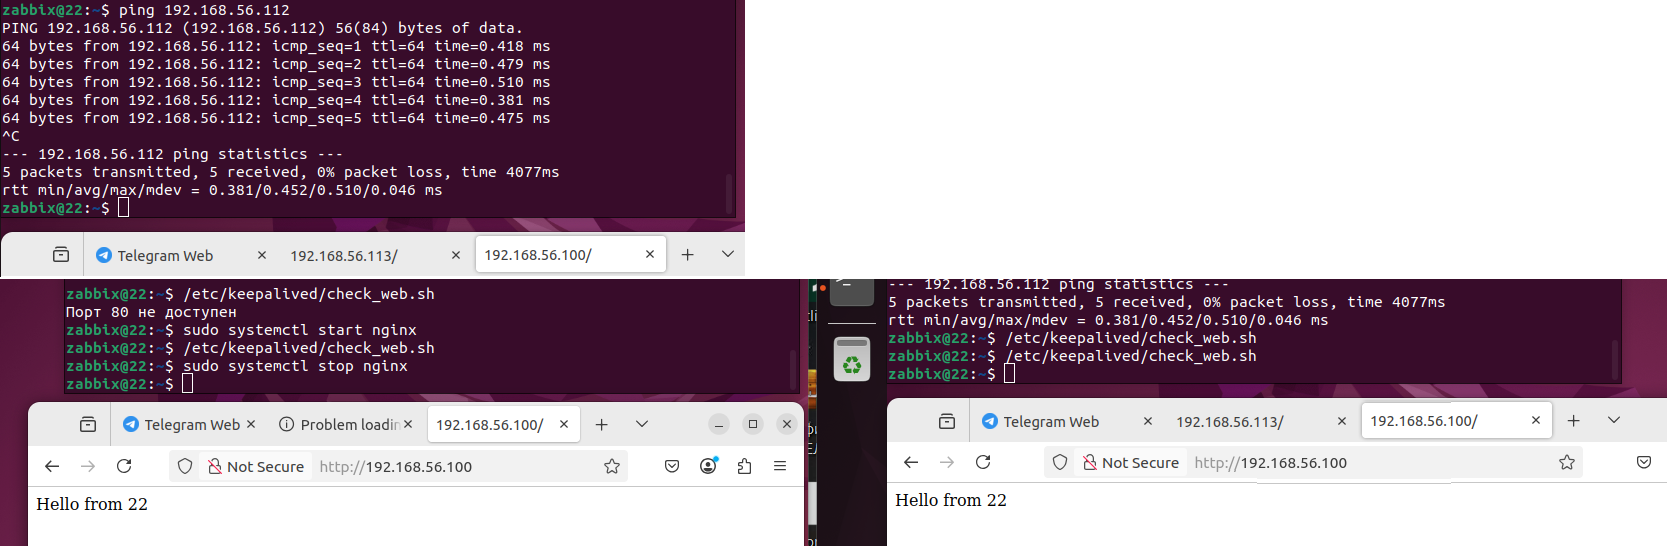 zabbix@22:~$ ping 192.168.56.112
PING 192.168.56.112 (192.168.56.112) 56(84) bytes of data.
64 bytes from 192.168.56.112: icmp_seq=1 ttl=64 time=0.418 ms
64 bytes from 192.168.56.112: icmp_seq=2 ttl=64 time=0.479 ms
64 bytes from 192.168.56.112: icmp_seq=3 ttl=64 time=0.510 ms
64 bytes from 192.168.56.112: icmp_seq=4 ttl=64 time=0.381 ms
64 bytes from 192.168.56.112: icmp_seq=5 ttl=64 time=0.475 ms
^C
--- 192.168.56.112 ping statistics ---
5 packets transmitted, 5 received, 0% packet loss, time 4077ms
rtt min/avg/max/mdev = 0.381/0.452/0.510/0.046 ms
zabbix@22:~$
Telegram Web 192.168.56.113/ 192.168.56.100/
zabbix@22:~$ /etc/keepalived/check_web.sh
Порт 80 не доступен
zabbix@22:~$ sudo systemctl start nginx
zabbix@22:~$ /etc/keepalived/check_web.sh
zabbix@22:~$ sudo systemctl stop nginx
zabbix@22:~$
Telegram Web Problem loadin 192.168.56.100/
Not Secure http://192.168.56.100
Hello from 22
--- 192.168.56.112 ping statistics ---
5 packets transmitted, 5 received, 0% packet loss, time 4077ms
rtt min/avg/max/mdev = 0.381/0.452/0.510/0.046 ms
zabbix@22:~$ /etc/keepalived/check_web.sh
zabbix@22:~$ /etc/keepalived/check_web.sh
zabbix@22:~$
Telegram Web 192.168.56.113/ 192.168.56.100/
Not Secure http://192.168.56.100
Hello from 22